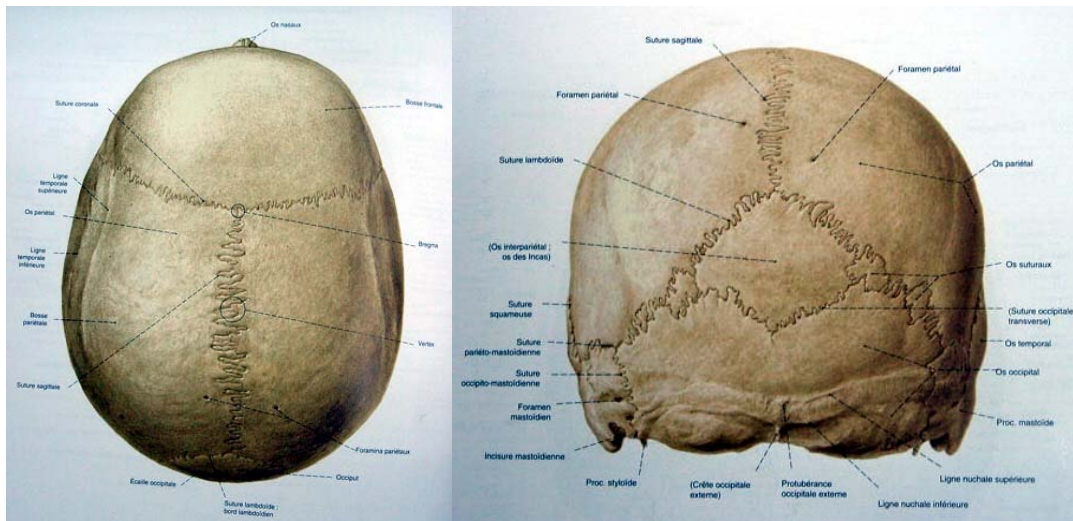 Os nasaux
Suture coronale
Bosse frontale
Ligne
temporale
supérieure
Os pariétal
Bregma
Ligne
temporale
inférieure
Bosse
pariétale
Vertex
Suture sagittale
Foramina pariétaux
Occiput
Écaille occipitale
Suture lambdoïde :
bord lambdoïdien
Suture sagittale
Foramen pariétal
Foramen pariétal
Suture lambdoïde
Os pariétal
(Os interpariétal ;
os des Incas)
Os suturaux
Suture
squameuse
(Suture occipitale
transverse)
Suture
pariéto-mastoïdienne
Os temporal
Suture
occipito-mastoïdienne
Os occipital
Foramen
mastoïdien
Proc. mastoïde
Incisure mastoïdienne
Proc. styloïde
(Crête occipitale
externe)
Protubérance
occipitale externe
Ligne nuchale supérieure
Ligne nuchale inférieure